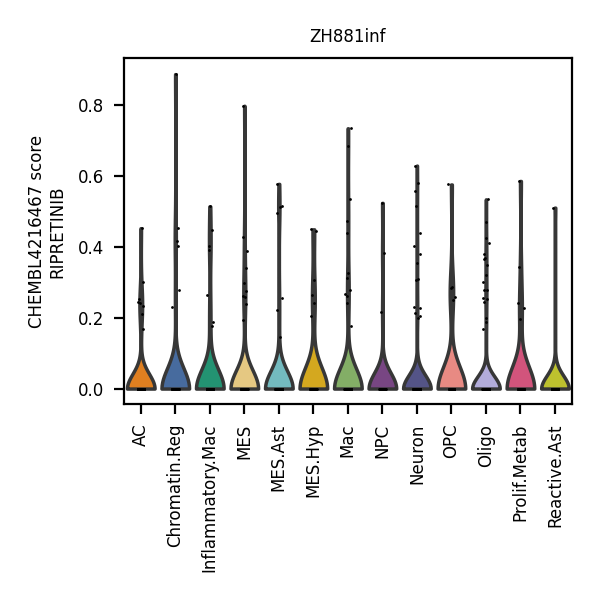 ZH881inf
CHEMBL4216467 score
RIPRETINIB
0.8
0.6
0.4
0.2
0.0
AC
Chromatin.Reg
Inflammatory.Mac
MES
MES.Ast
MES.Hyp
Mac
NPC
Neuron
OPC
Oligo
Prolif.Metab
Reactive.Ast